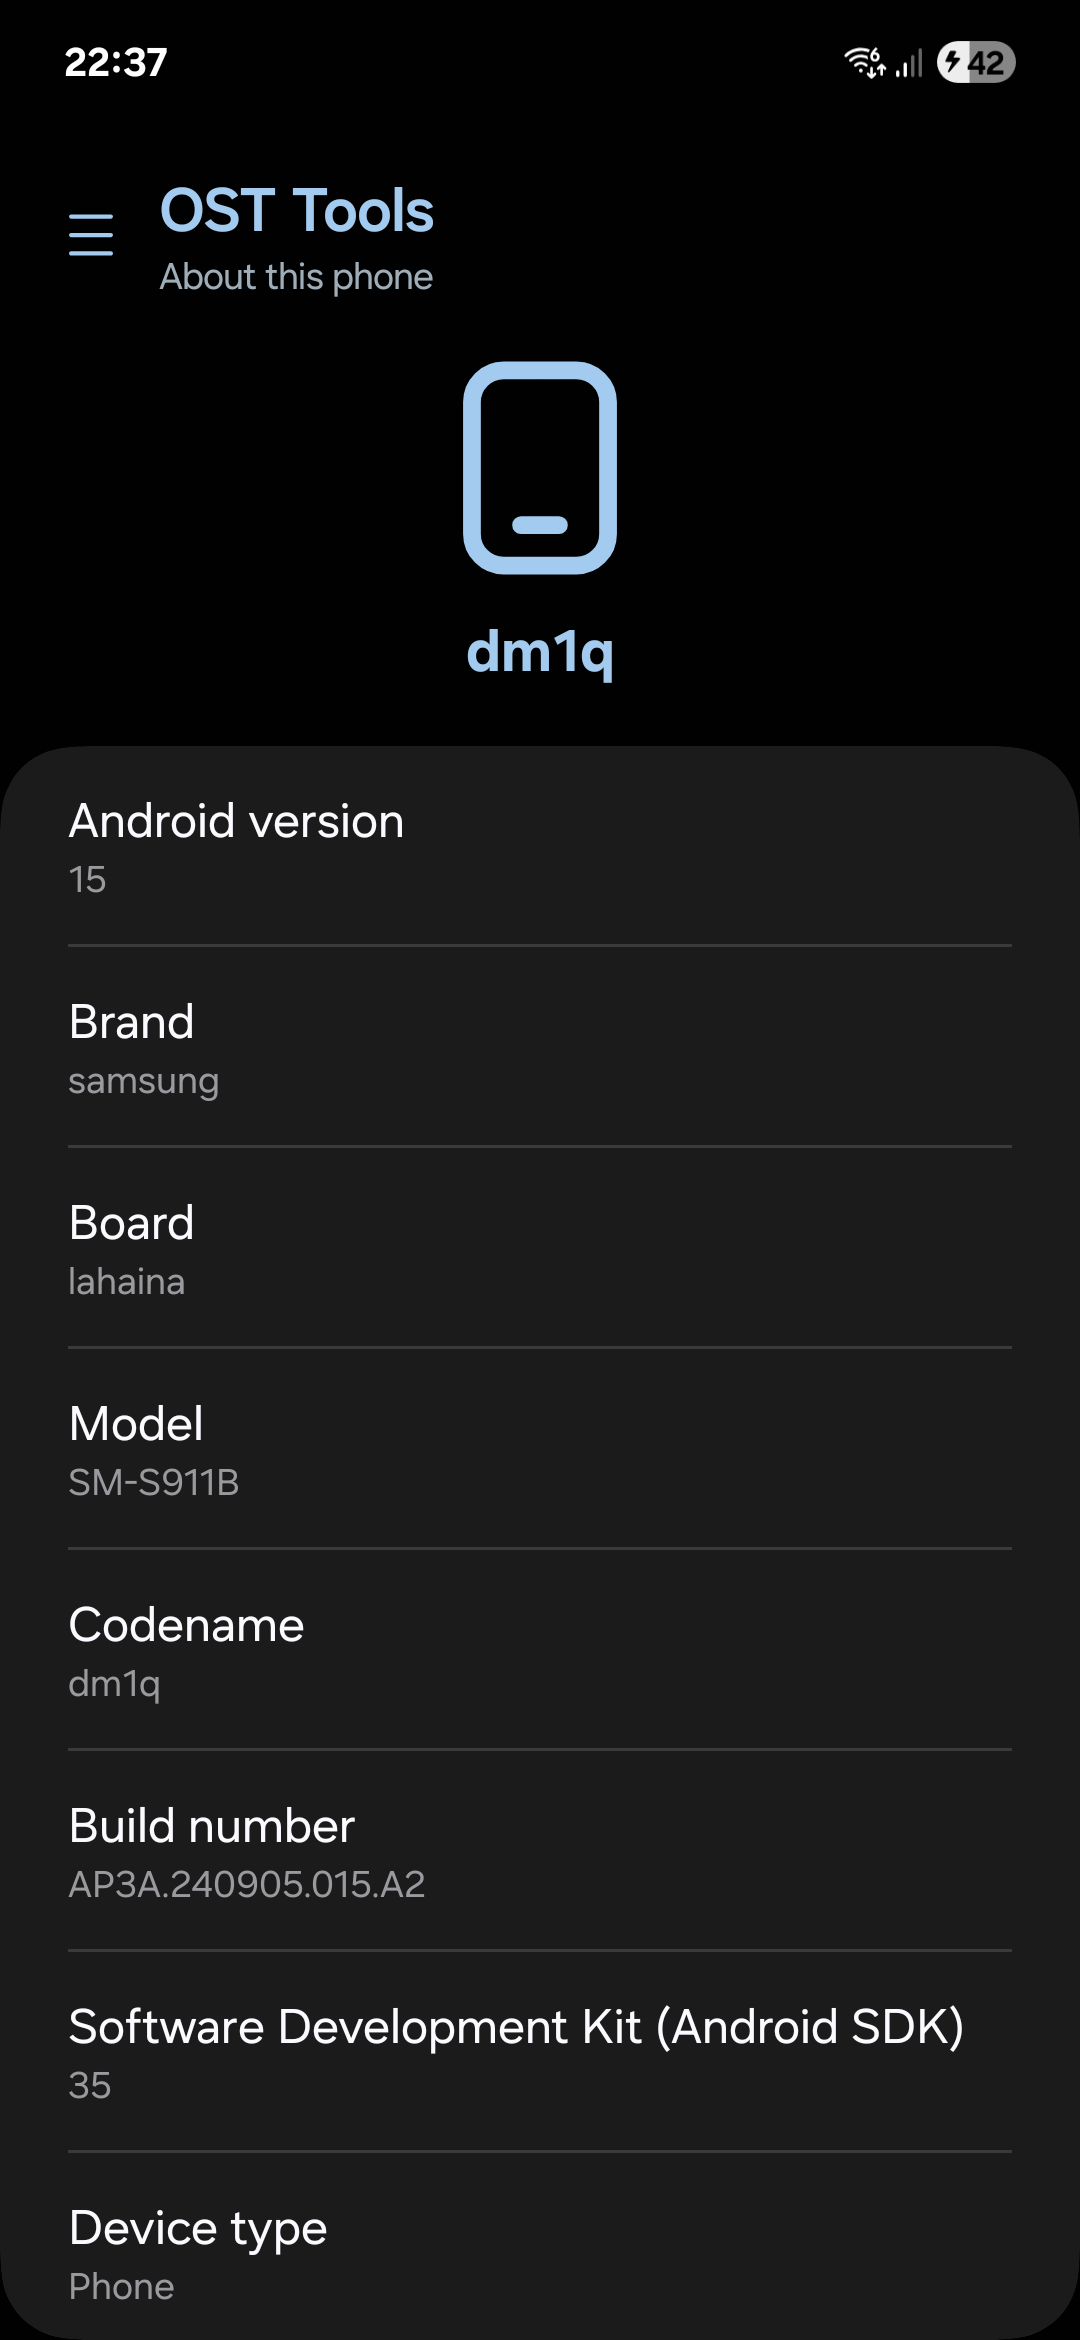 22:37
6
42
OST Tools
About this phone
dm1q
Android version
15
Brand
samsung
Board
lahaina
Model
SM-S911B
Codename
dm1q
Build number
AP3A.240905.015.A2
Software Development Kit (Android SDK)
35
Device type
Phone